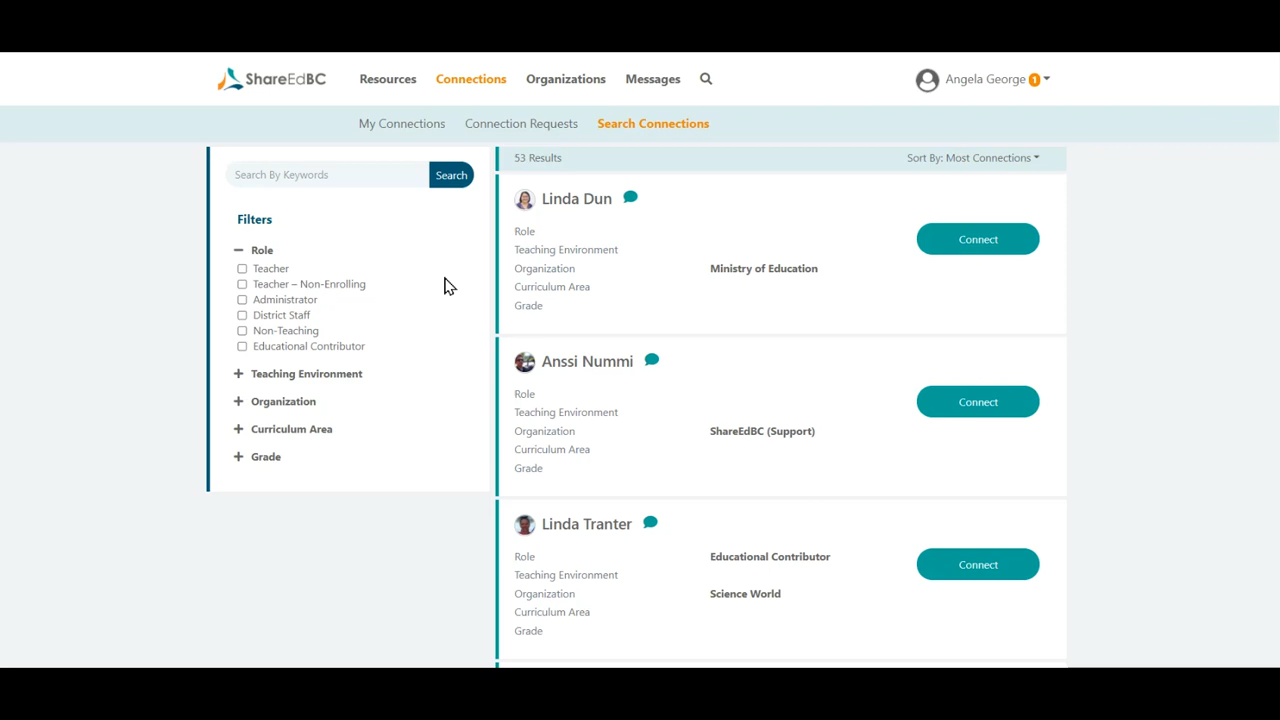 ShareEdBC
Resources Connections Organizations Messages
Angela George 1
My Connections Connection Requests Search Connections
Search By Keywords Search
Filters
Role
Teacher
Teacher – Non-Enrolling
Administrator
District Staff
Non-Teaching
Educational Contributor
Teaching Environment
Organization
Curriculum Area
Grade
53 Results Sort By: Most Connections
Linda Dun
Role
Teaching Environment
Organization Ministry of Education
Curriculum Area
Grade
Connect
Anssi Nummi
Role
Teaching Environment
Organization ShareEdBC (Support)
Curriculum Area
Grade
Connect
Linda Tranter
Role Educational Contributor
Teaching Environment
Organization Science World
Curriculum Area
Grade
Connect